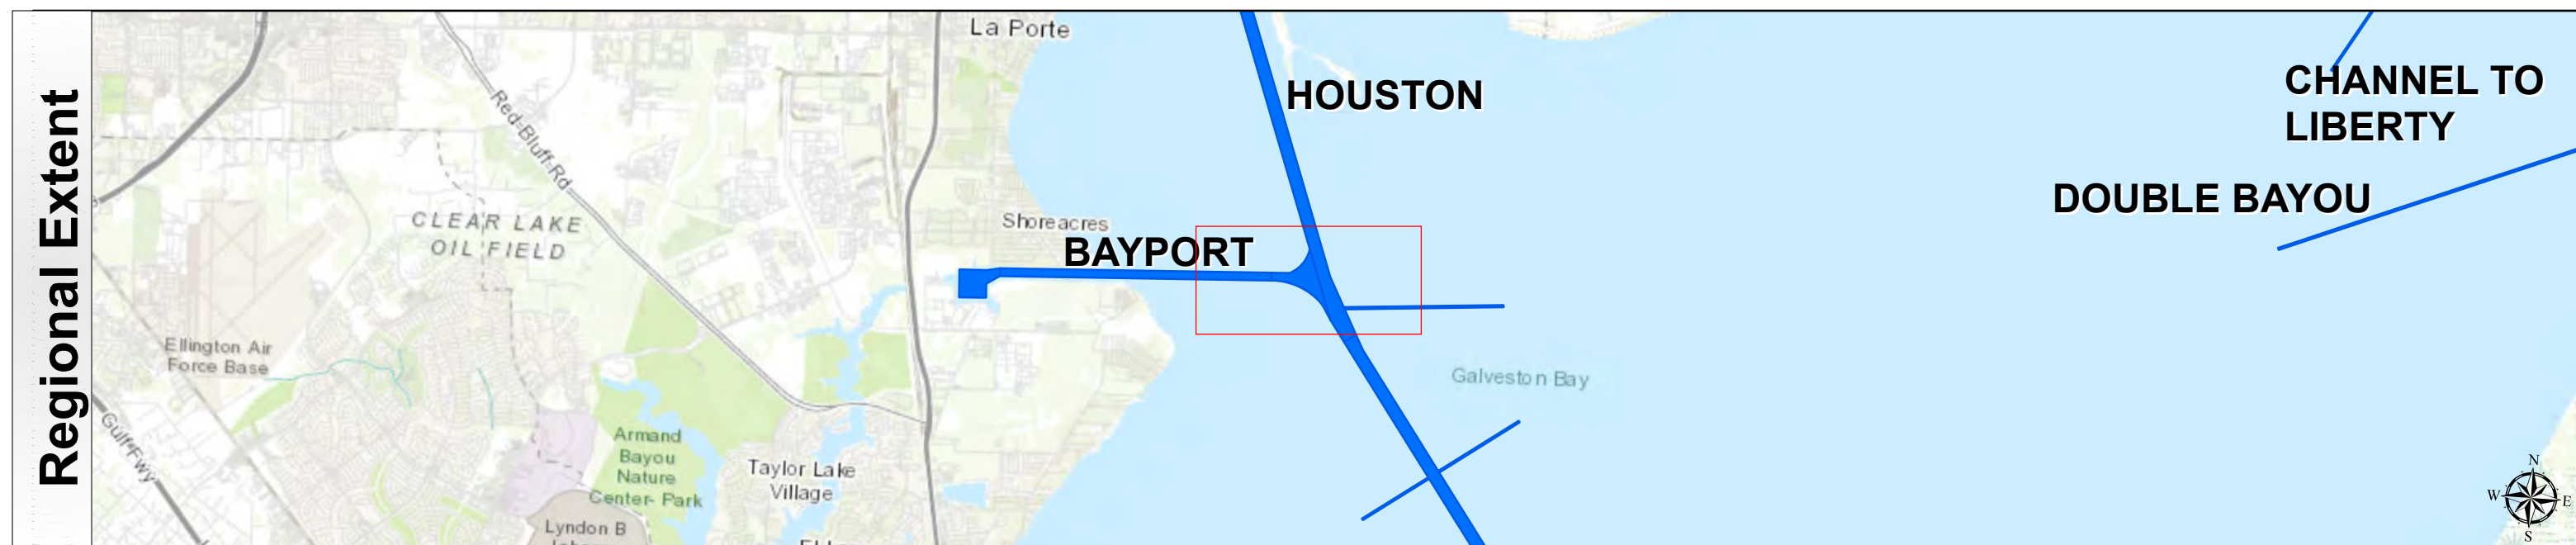 Regional Extent
La Porte
HOUSTON
CHANNEL TO
LIBERTY
Red-Bluff-Rd
DOUBLE BAYOU
CLEAR LAKE
OIL FIELD
Shoreacres
BAYPORT
Ellington Air
Force Base
Galveston Bay
Gulf-Fwy
Armand
Bayou
Nature
Center- Park
Taylor Lake
Village
Lyndon B
N
W
E
S